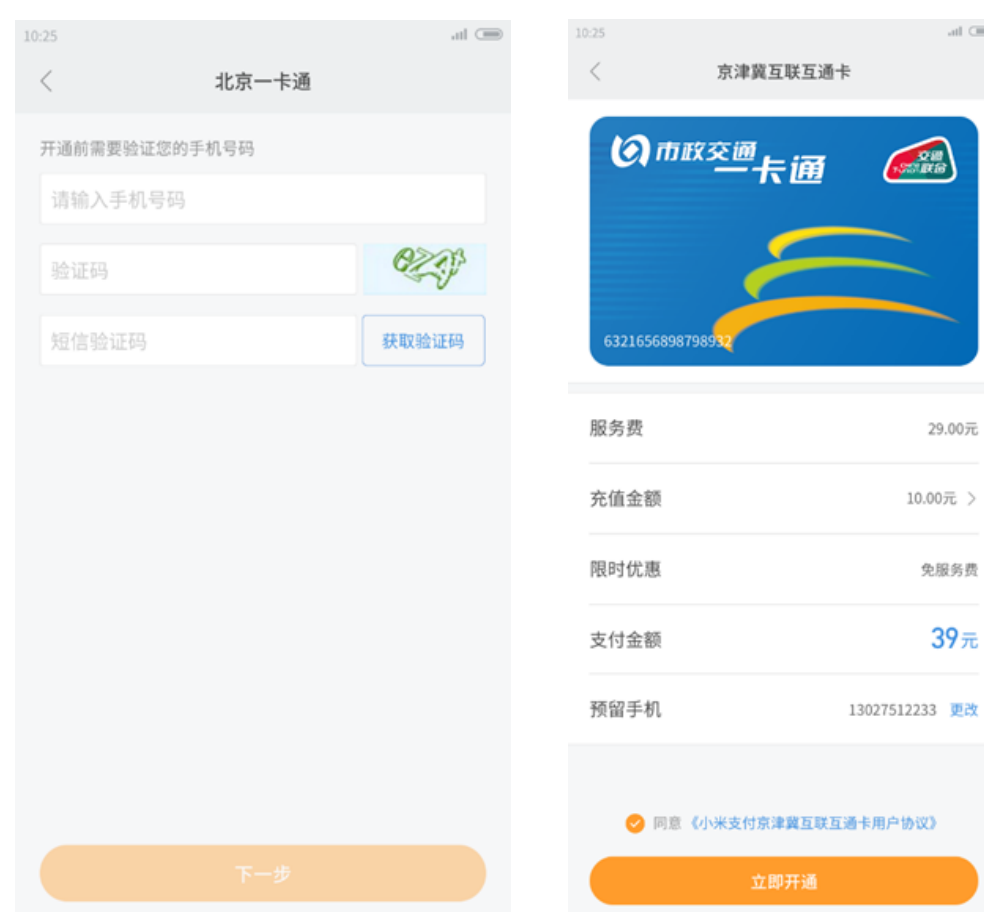 10:25
北京一卡通
开通前需要验证您的手机号码
请输入手机号码
验证码
ezat
短信验证码
获取验证码
下一步
10:25
京津冀互联互通卡
市政交通
一卡通
交通
联合
6321656898798932
服务费 29.00元
充值金额 10.00元
限时优惠 免服务费
支付金额 39元
预留手机 13027512233 更改
同意《小米支付京津冀互联互通卡用户协议》
立即开通